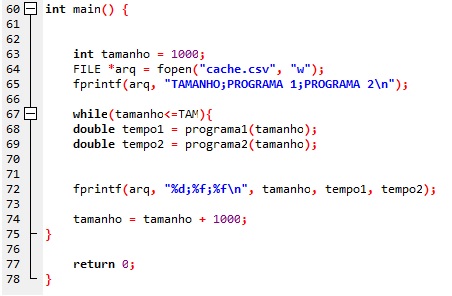 60 int main() {
61
62
63 int tamanho = 1000;
64 FILE *arq = fopen("cache.csv", "w");
65 fprintf(arq, "TAMANHO;PROGRAMA 1;PROGRAMA 2\n");
66
67 while(tamanho<=TAM){
68 double tempo1 = programa1(tamanho);
69 double tempo2 = programa2(tamanho);
70
71
72 fprintf(arq, "%d;%f;%f\n", tamanho, tempo1, tempo2);
73
74 tamanho = tamanho + 1000;
75 }
76
77 return 0;
78 }